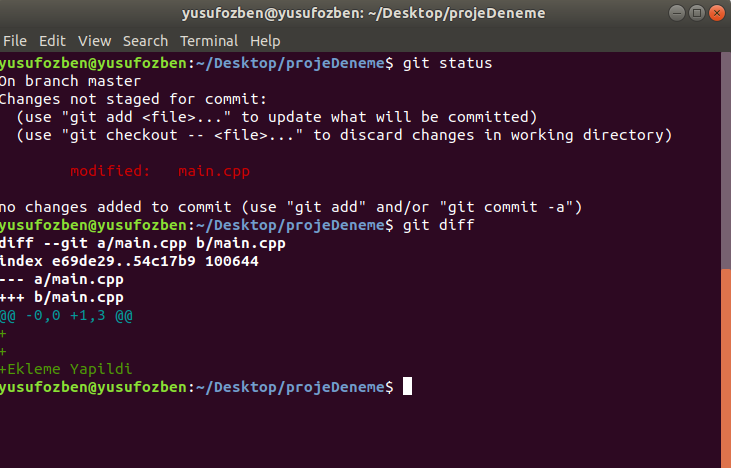 yusufozben@yusufozben: ~/Desktop/projeDeneme
File Edit View Search Terminal Help
yusufozben@yusufozben:~/Desktop/projeDeneme$ git status
On branch master
Changes not staged for commit:
  (use "git add <file>..." to update what will be committed)
  (use "git checkout -- <file>..." to discard changes in working directory)
        modified:   main.cpp
no changes added to commit (use "git add" and/or "git commit -a")
yusufozben@yusufozben:~/Desktop/projeDeneme$ git diff
diff --git a/main.cpp b/main.cpp
index e69de29..54c17b9 100644
--- a/main.cpp
+++ b/main.cpp
@@ -0,0 +1,3 @@
+
+
+Ekleme Yapildi
yusufozben@yusufozben:~/Desktop/projeDeneme$